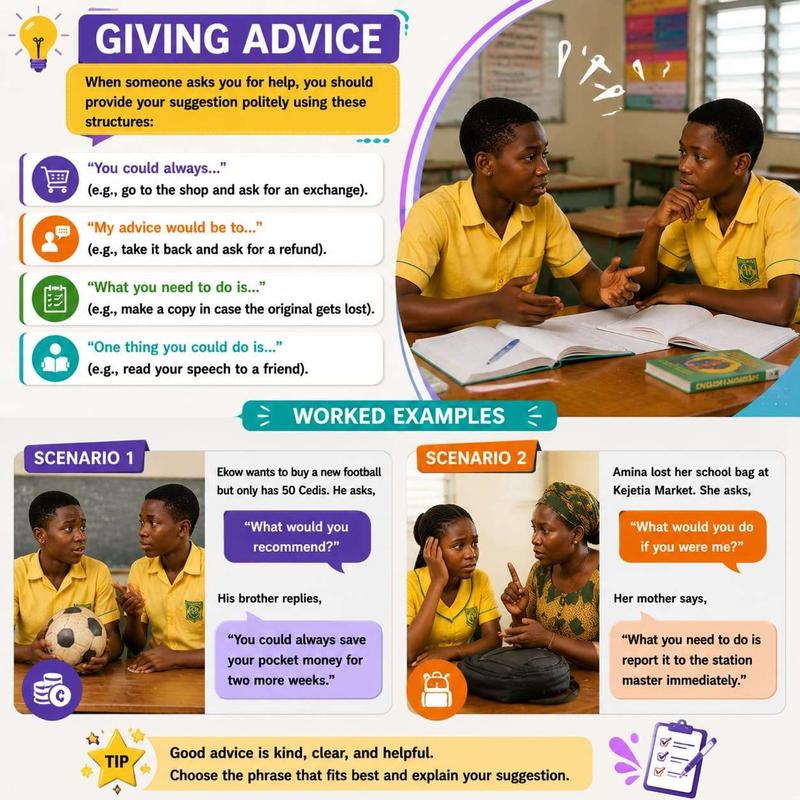 GIVING ADVICE
When someone asks you for help, you should
provide your suggestion politely using these
structures:
“You could always...”
(e.g., go to the shop and ask for an exchange).
“My advice would be to...”
(e.g., take it back and ask for a refund).
“What you need to do is...”
(e.g., make a copy in case the original gets lost).
“One thing you could do is...”
(e.g., read your speech to a friend).
WORKED EXAMPLES
SCENARIO 1
Ekow wants to buy a new football
but only has 50 Cedis. He asks,
“What would you
recommend?”
His brother replies,
“You could always save
your pocket money for
two more weeks.”
SCENARIO 2
Amina lost her school bag at
Kejetia Market. She asks,
“What would you do
if you were me?”
Her mother says,
“What you need to do is
report it to the station
master immediately.”
TIP
Good advice is kind, clear, and helpful.
Choose the phrase that fits best and explain your suggestion.